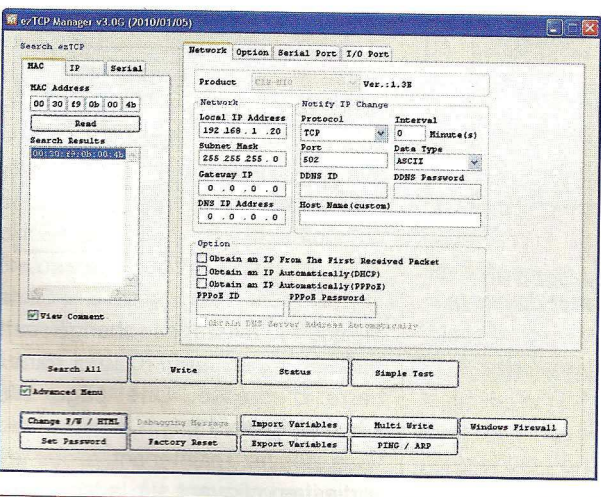 ezTCP Manager v3.0G (2010/01/05)
Search ezTCP
MAC IP Serial
MAC Address
00 30 f9 0b 00 4b
Read
Search Results
00:30:f9:0b:00:4b
View Comment
Network Option Serial Port I/O Port
Product Ver.:1.3B
Network
Local IP Address
192 .168 . 1 .20
Subnet Mask
255 .255 .255 . 0
Gateway IP
0 . 0 . 0 . 0
DNS IP Address
0 . 0 . 0 . 0
Notify IP Change
Protocol Interval
TCP 0 Minute(s)
Port Data Type
502 ASCII
DDNS ID DDNS Password
Host Name(custom)
Option
Obtain an IP From The First Received Packet
Obtain an IP Automatically(DHCP)
Obtain an IP Automatically(PPPoE)
PPPoE ID PPPoE Password
Obtain DNS Server Address Automatically
Search All Write Status Simple Test
Advanced Menu
Change F/W / HTML Debugging Message Import Variables Multi Write Windows Firewall
Set Password Factory Reset Export Variables PING / ARP